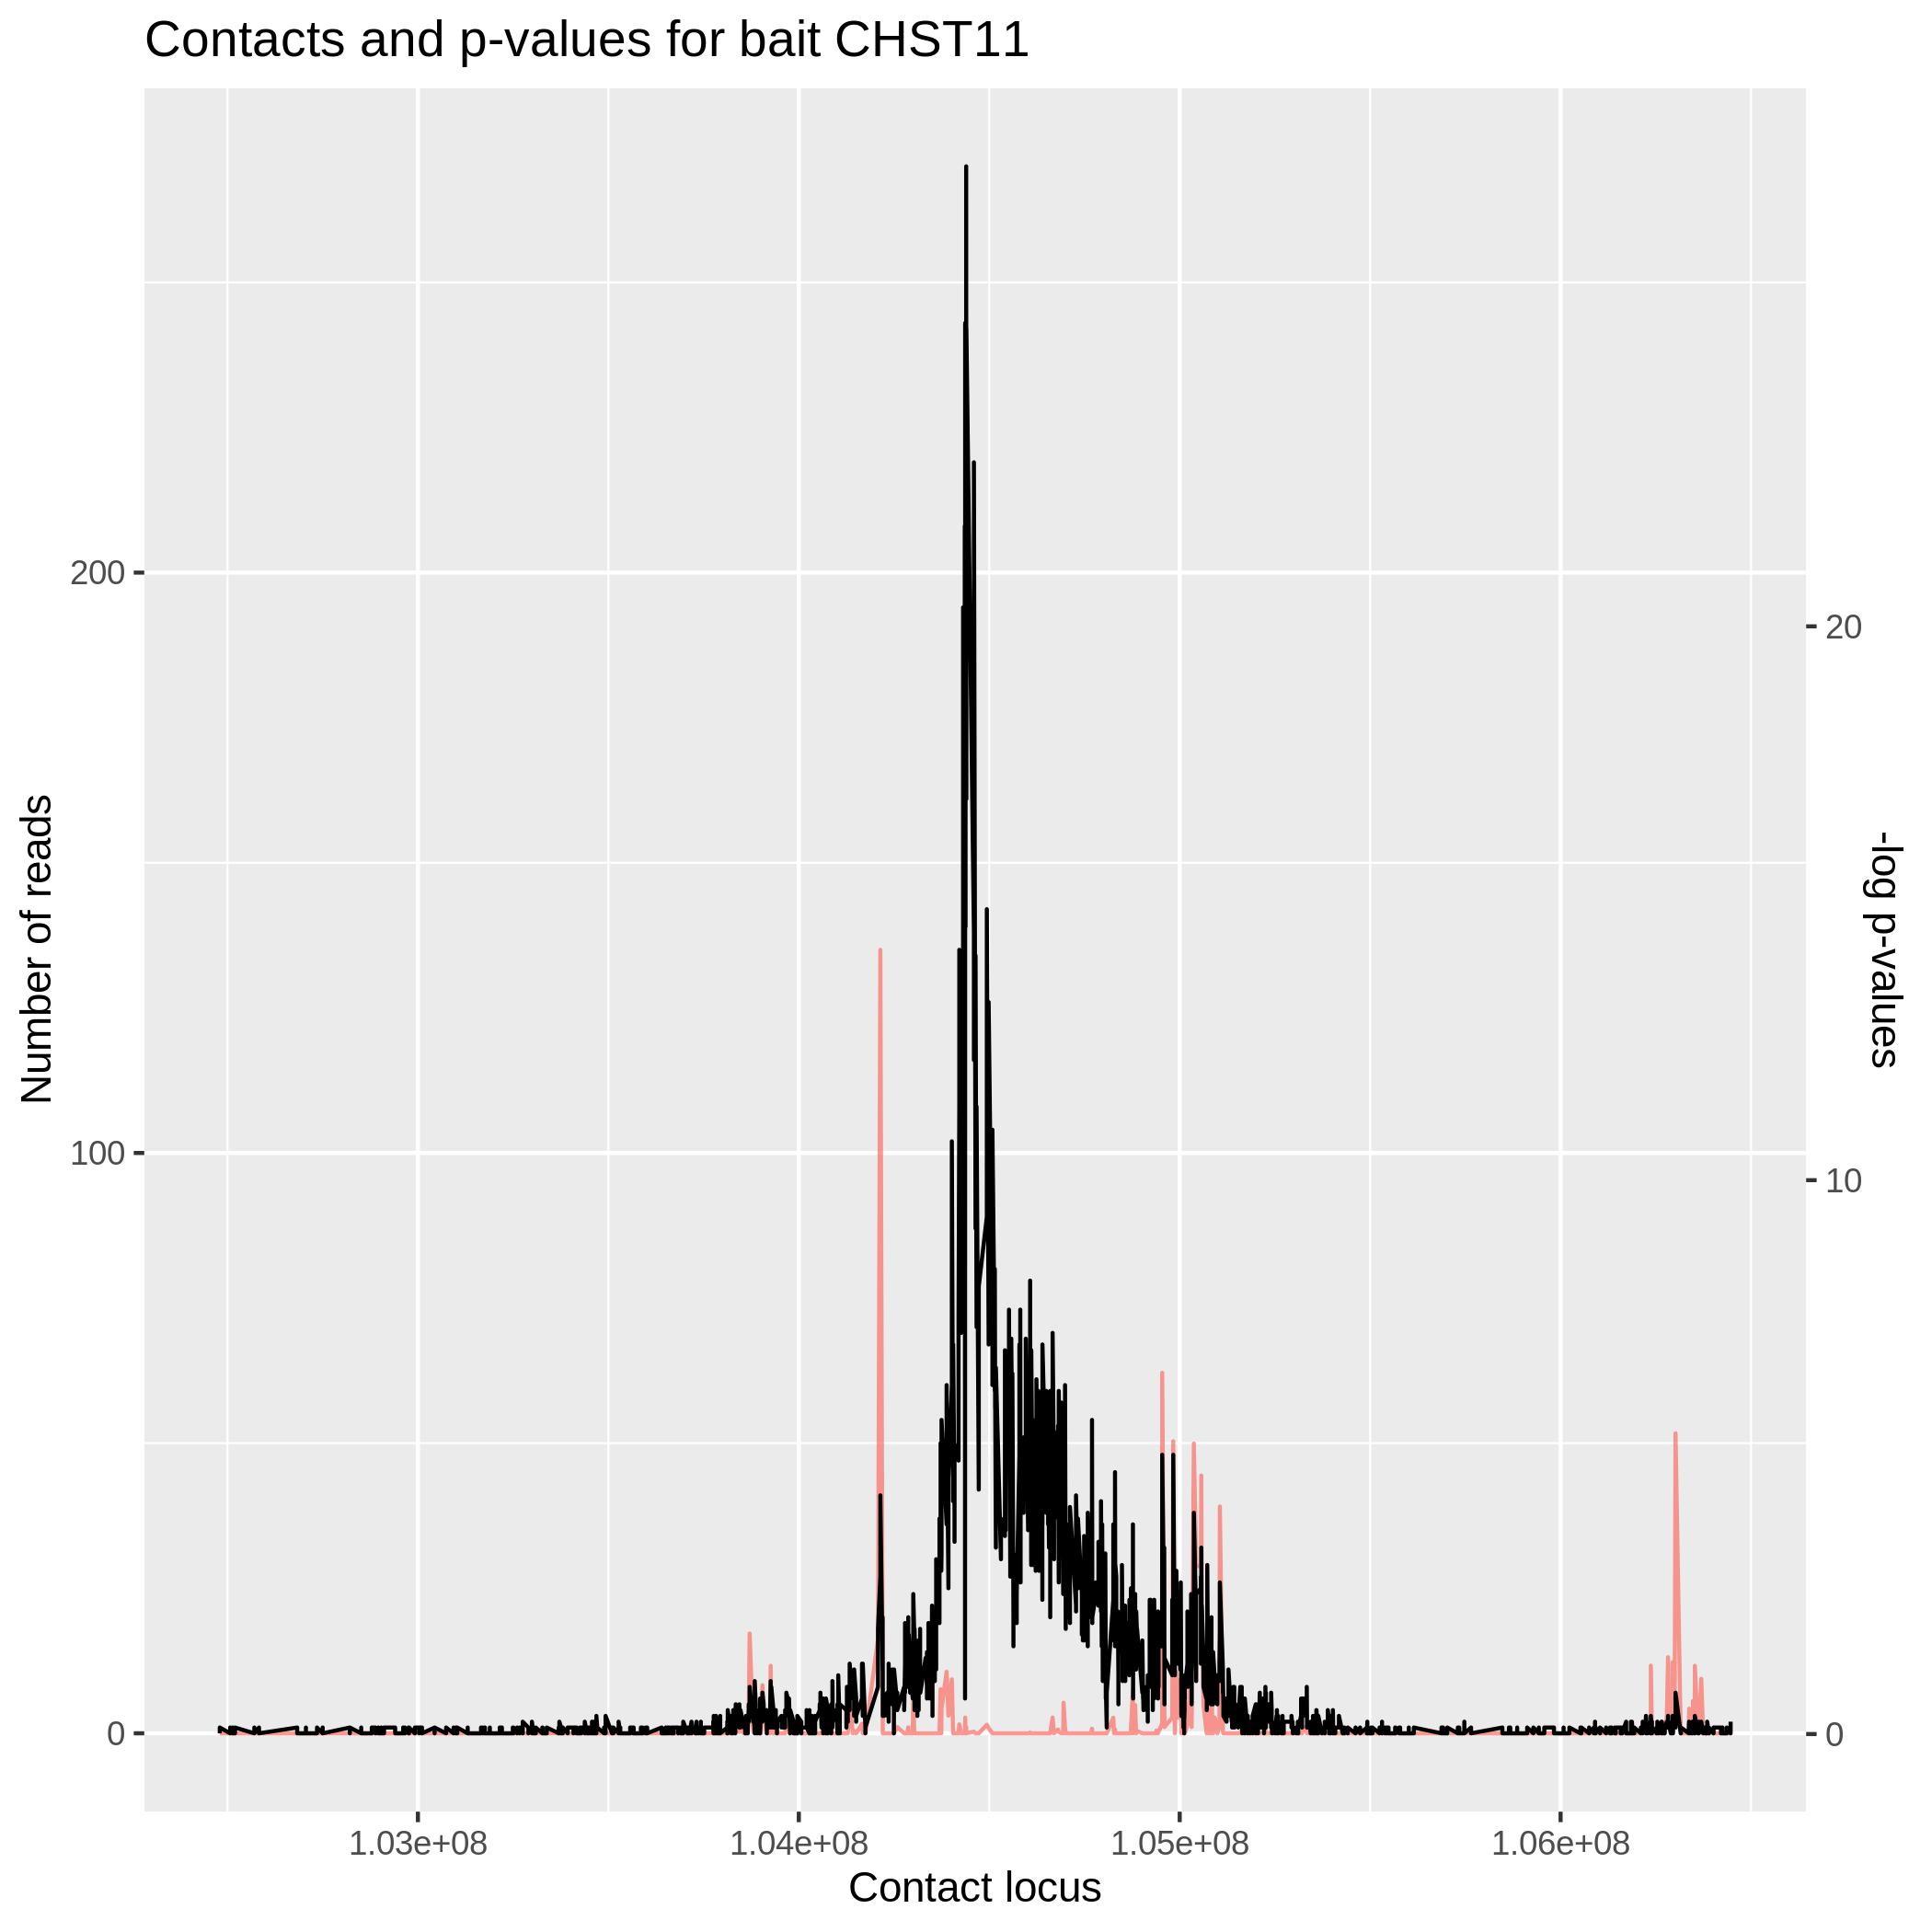 Contacts and p-values for bait CHST11
Number of reads
200
100
0
20
10
0
-log p-values
1.03e+08
1.04e+08
1.05e+08
1.06e+08
Contact locus